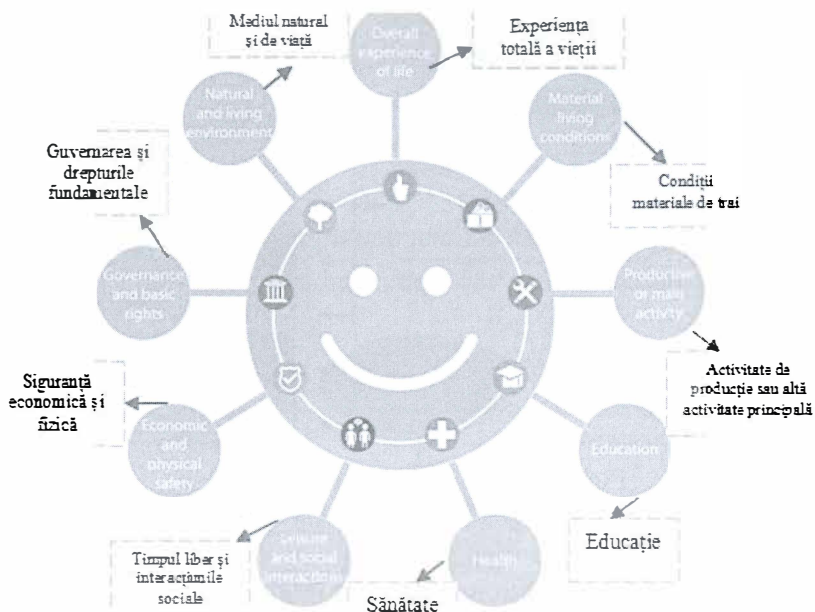 Mediul natural
și de viață
Overall
experience
of life
Experiența
totală a vieții
Natural
and living
environment
Material
living
conditions
Guvernarea și
drepturile
fundamentale
Condiții
materiale de trai
Governance
and basic
rights
Productive
or main
activity
Siguranță
economică și
fizică
Activitate de
producție sau altă
activitate principală
Economic
and
physical
safety
Education
Educație
Timpul liber și
interacțiunile
sociale
Leisure
and social
interactions
Health
Sănătate